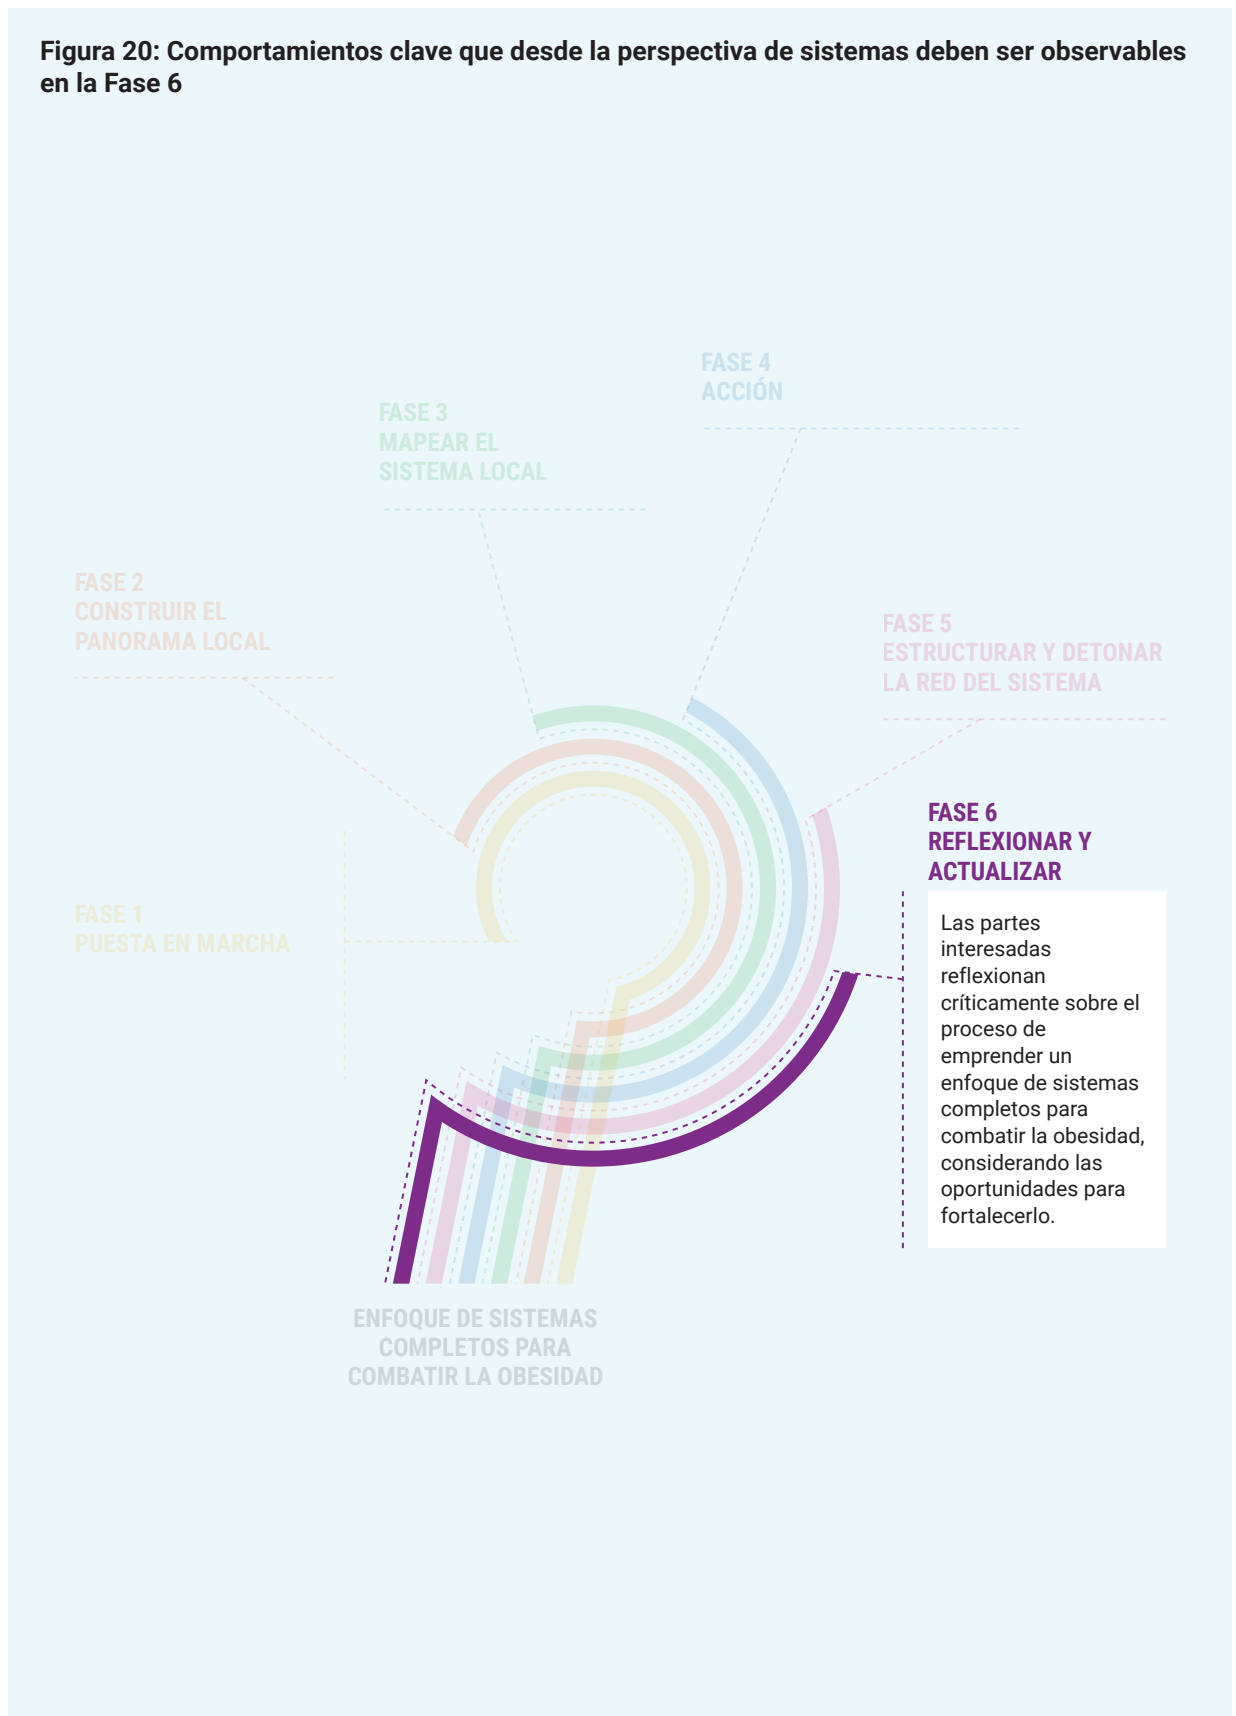 Figura 20: Comportamientos clave que desde la perspectiva de sistemas deben ser observables
en la Fase 6
FASE 4
ACCIÓN
FASE 3
MAPEAR EL
SISTEMA LOCAL
FASE 2
CONSTRUIR EL
PANORAMA LOCAL
FASE 5
ESTRUCTURAR Y DETONAR
LA RED DEL SISTEMA
FASE 1
PUESTA EN MARCHA
FASE 6
REFLEXIONAR Y
ACTUALIZAR
Las partes
interesadas
reflexionan
críticamente sobre el
proceso de
emprender un
enfoque de sistemas
completos para
combatir la obesidad,
considerando las
oportunidades para
fortalecerlo.
ENFOQUE DE SISTEMAS
COMPLETOS PARA
COMBATIR LA OBESIDAD